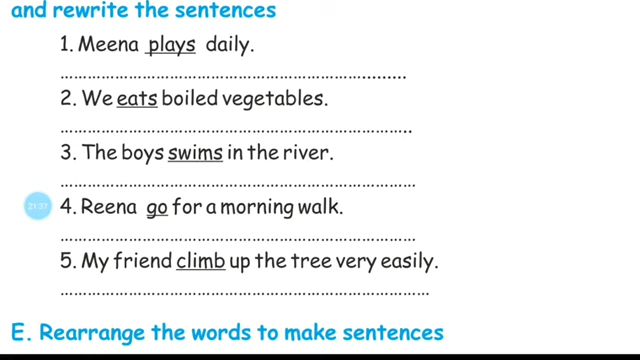 and rewrite the sentences
1. Meena plays daily.
……………………………………………………………..........
2. We eats boiled vegetables.
…………………………………………………………………..
3. The boys swims in the river.
……………………………………………………………………
21:37
4. Reena go for a morning walk.
……………………………………………………………………
5. My friend climb up the tree very easily.
………………………………………………………………………
E. Rearrange the words to make sentences